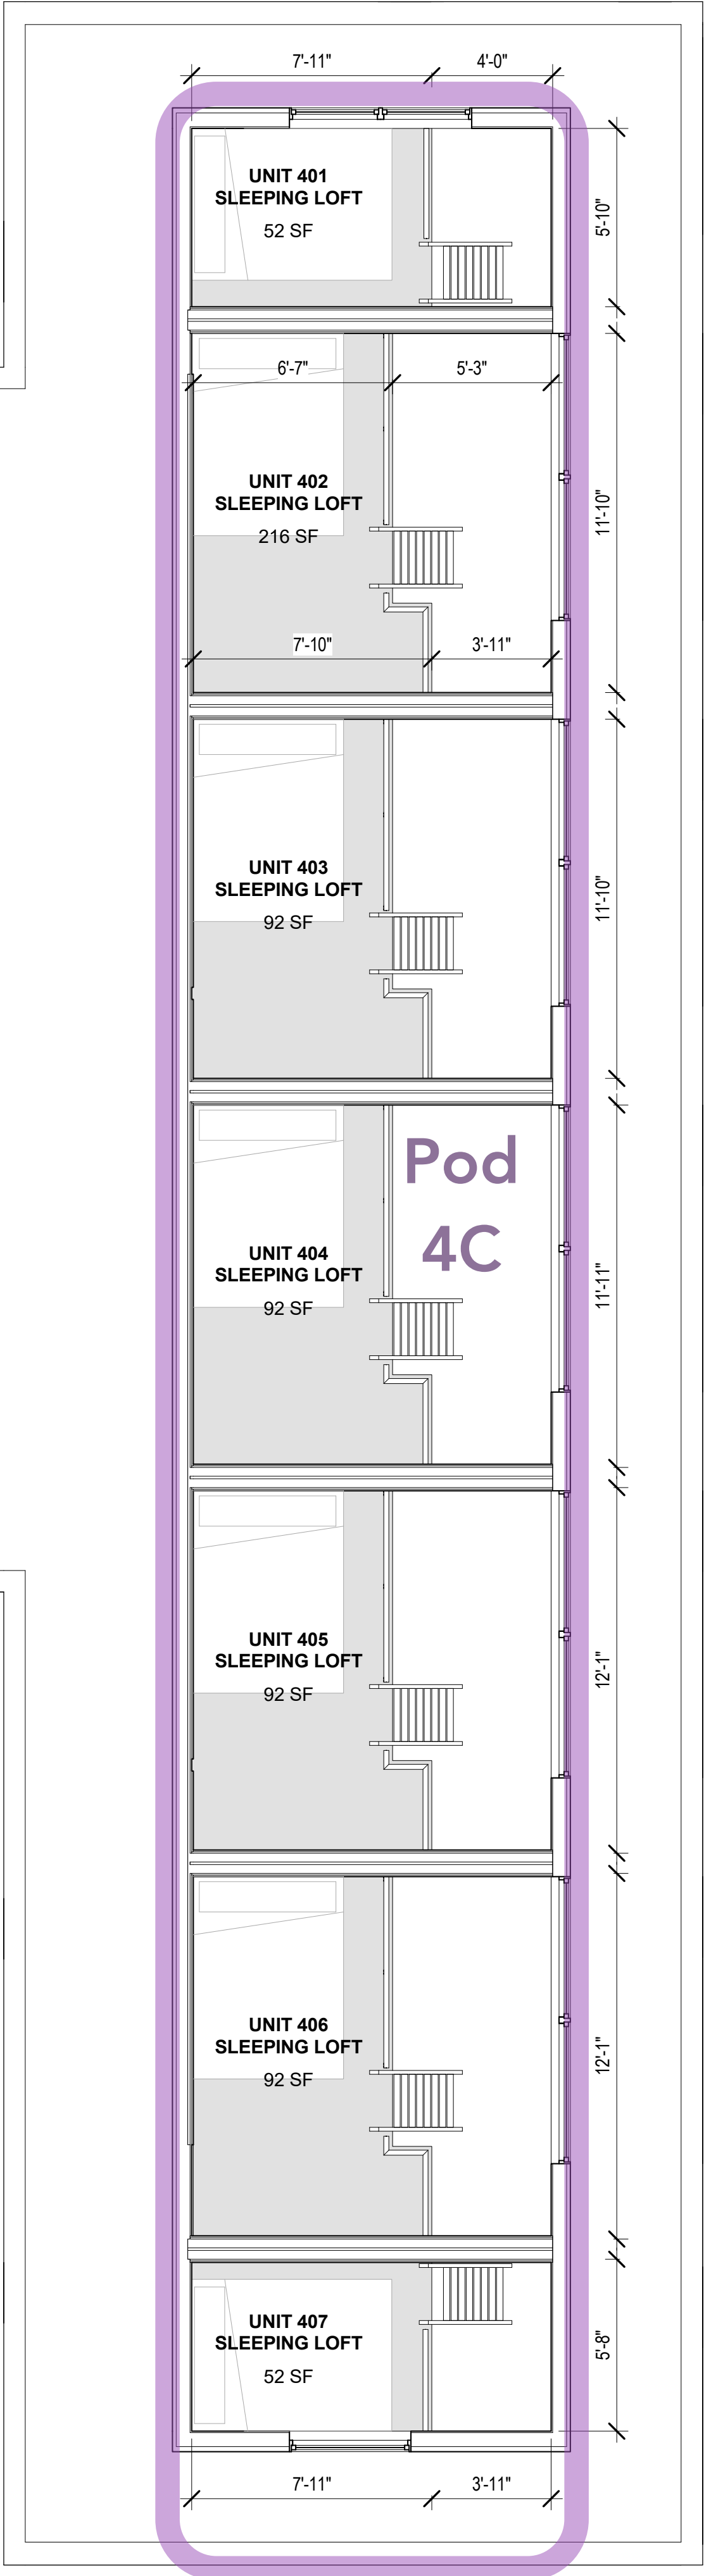 7'-11" 4'-0"
UNIT 401
SLEEPING LOFT
52 SF
5'-10"
6'-7" 5'-3"
UNIT 402
SLEEPING LOFT
216 SF
11'-10"
7'-10" 3'-11"
UNIT 403
SLEEPING LOFT
92 SF
11'-10"
Pod
4C
UNIT 404
SLEEPING LOFT
92 SF
11'-11"
UNIT 405
SLEEPING LOFT
92 SF
12'-1"
UNIT 406
SLEEPING LOFT
92 SF
12'-1"
UNIT 407
SLEEPING LOFT
52 SF
5'-8"
7'-11" 3'-11"